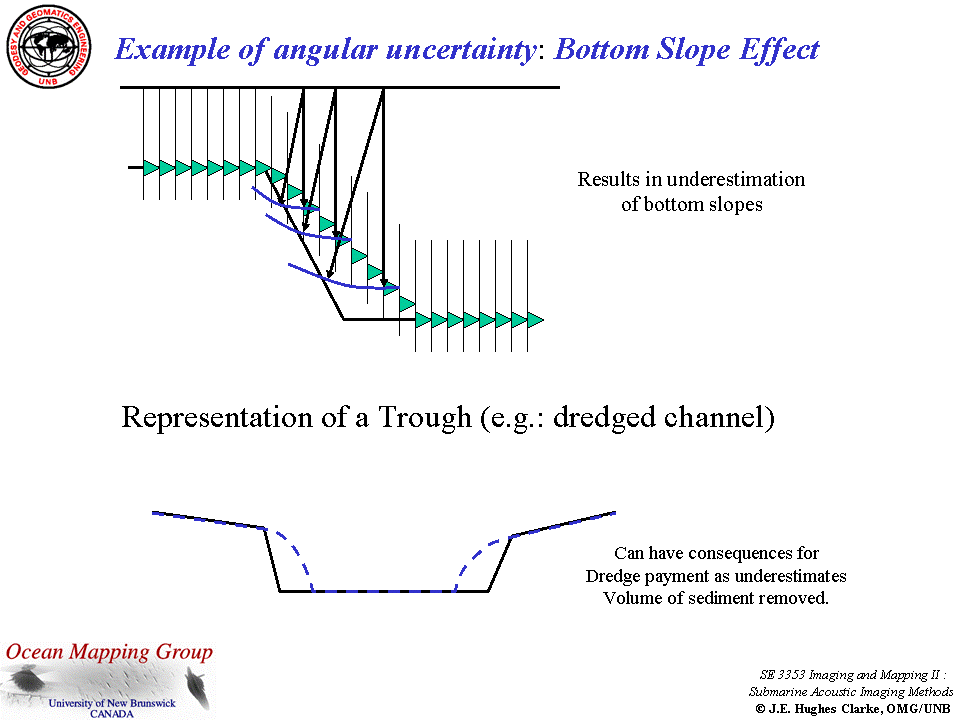 GEODESY AND GEOMATICS ENGINEERING
UNB
Example of angular uncertainty: Bottom Slope Effect
Results in underestimation
of bottom slopes
Representation of a Trough (e.g.: dredged channel)
Can have consequences for
Dredge payment as underestimates
Volume of sediment removed.
Ocean Mapping Group
University of New Brunswick
CANADA
SE 3353 Imaging and Mapping II :
Submarine Acoustic Imaging Methods
© J.E. Hughes Clarke, OMG/UNB